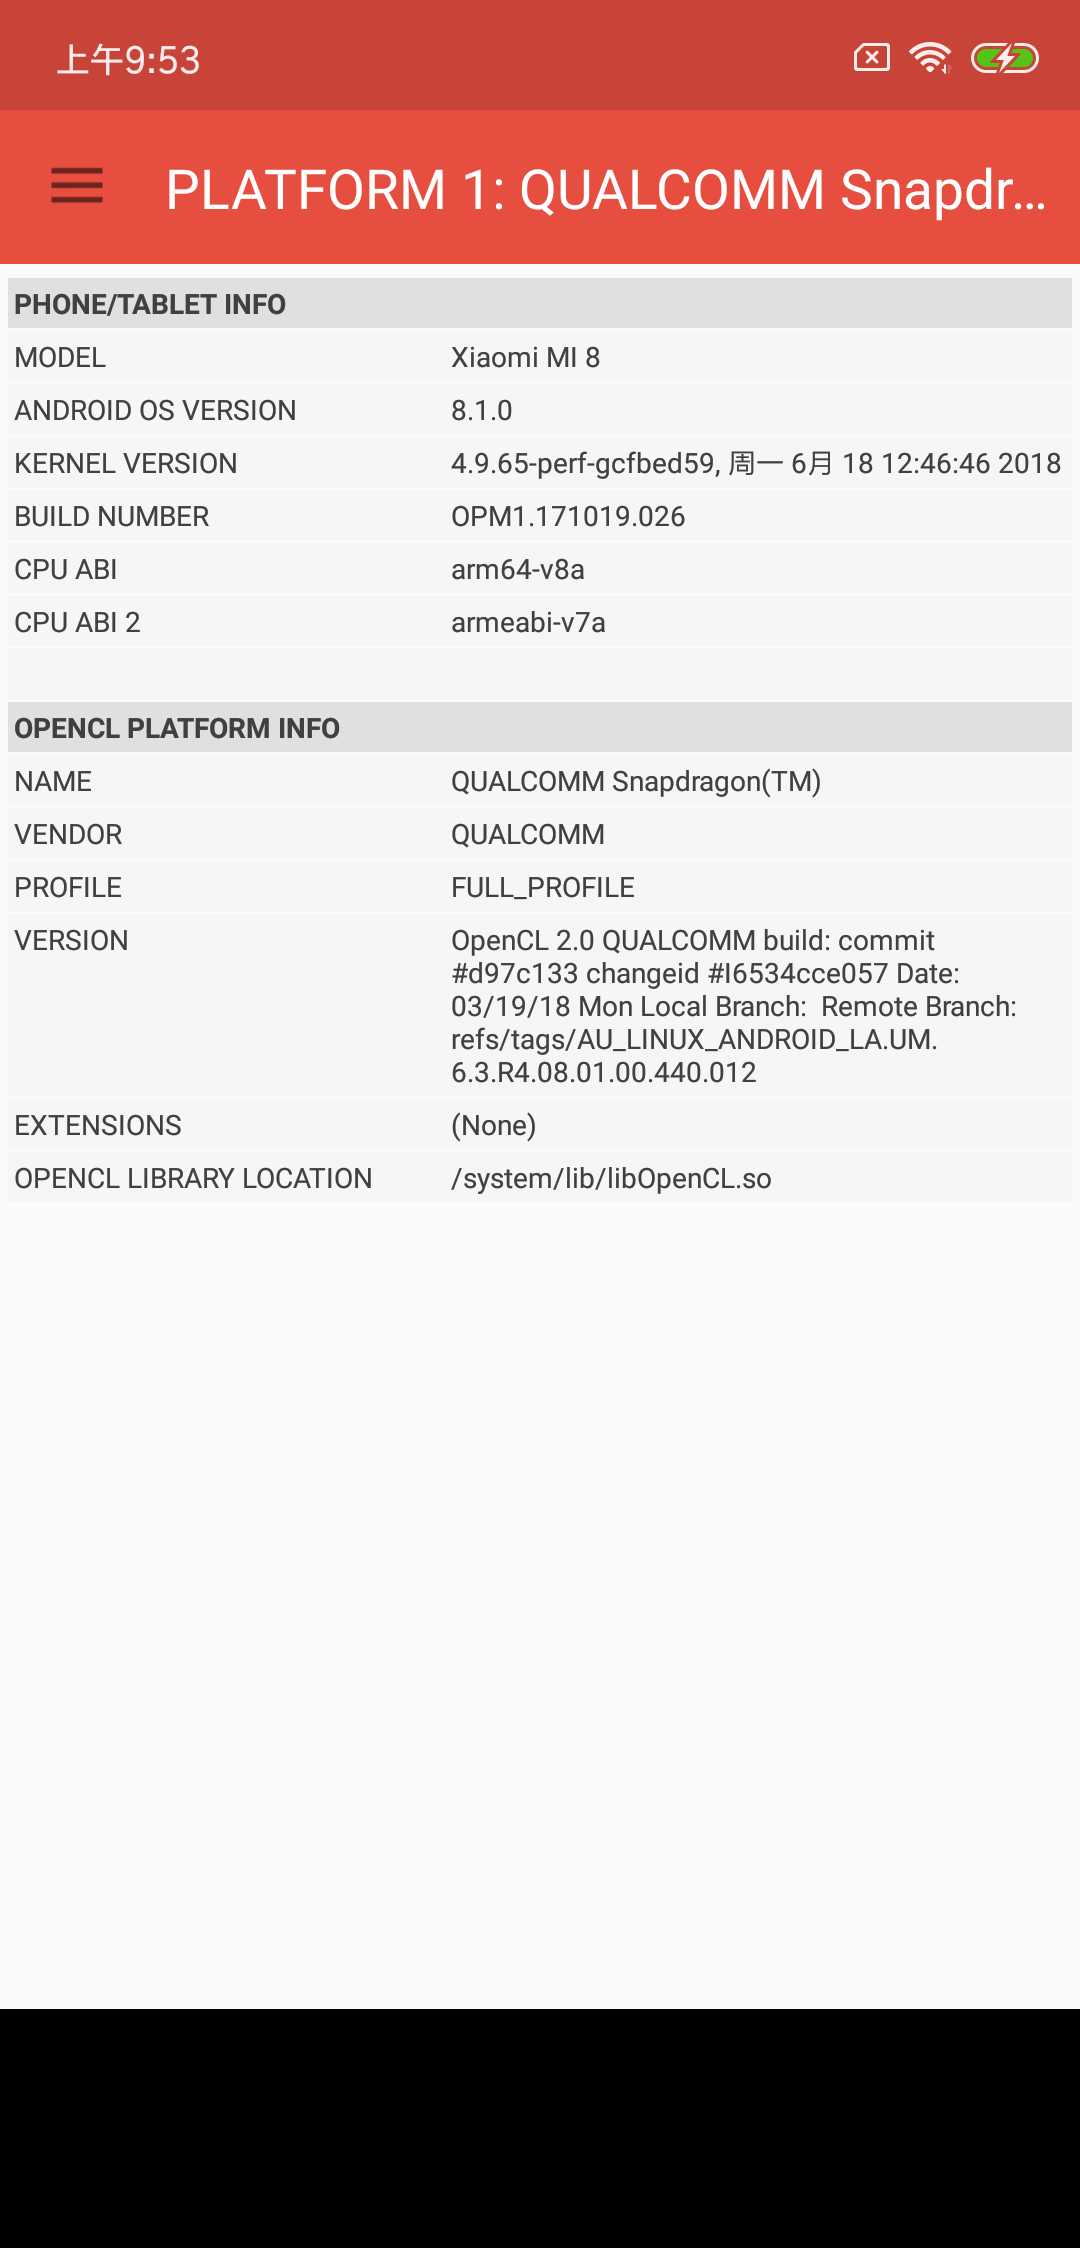 上午9:53
PLATFORM 1: QUALCOMM Snapdr...
PHONE/TABLET INFO
MODEL Xiaomi MI 8
ANDROID OS VERSION 8.1.0
KERNEL VERSION 4.9.65-perf-gcfbed59, 周一 6月 18 12:46:46 2018
BUILD NUMBER OPM1.171019.026
CPU ABI arm64-v8a
CPU ABI 2 armeabi-v7a
OPENCL PLATFORM INFO
NAME QUALCOMM Snapdragon(TM)
VENDOR QUALCOMM
PROFILE FULL_PROFILE
VERSION OpenCL 2.0 QUALCOMM build: commit
#d97c133 changeid #I6534cce057 Date:
03/19/18 Mon Local Branch:  Remote Branch:
refs/tags/AU_LINUX_ANDROID_LA.UM.
6.3.R4.08.01.00.440.012
EXTENSIONS (None)
OPENCL LIBRARY LOCATION /system/lib/libOpenCL.so